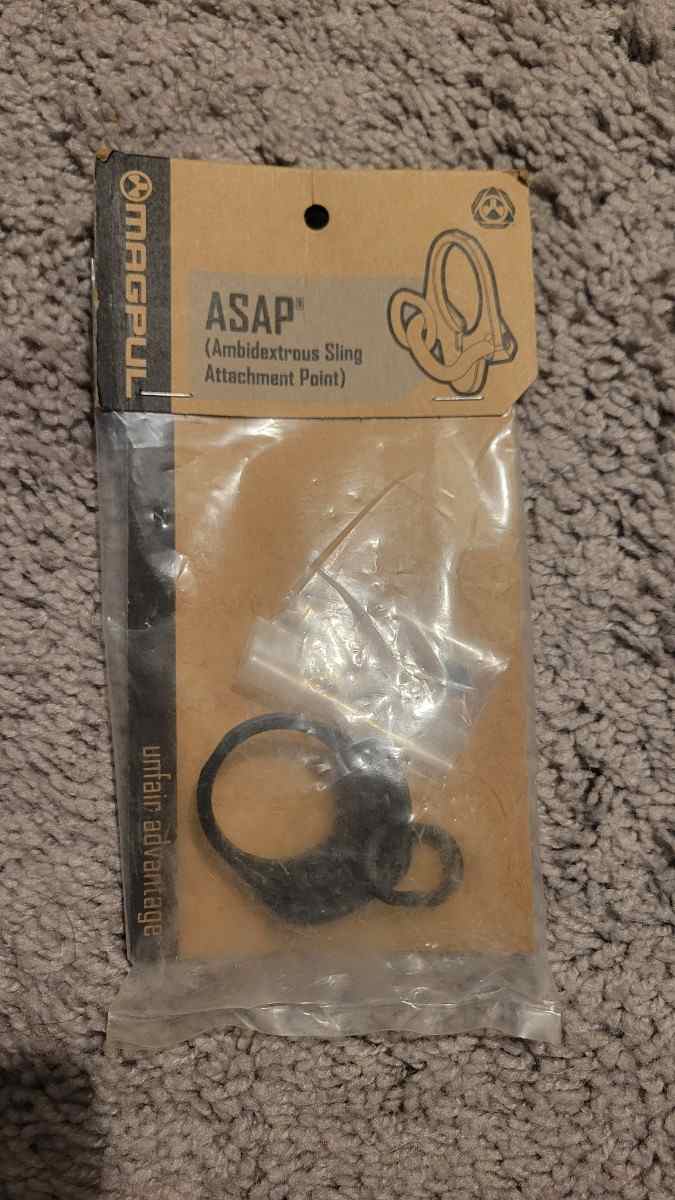 MAGPUL
ASAP®
(Ambidextrous Sling
Attachment Point)
unfair advantage